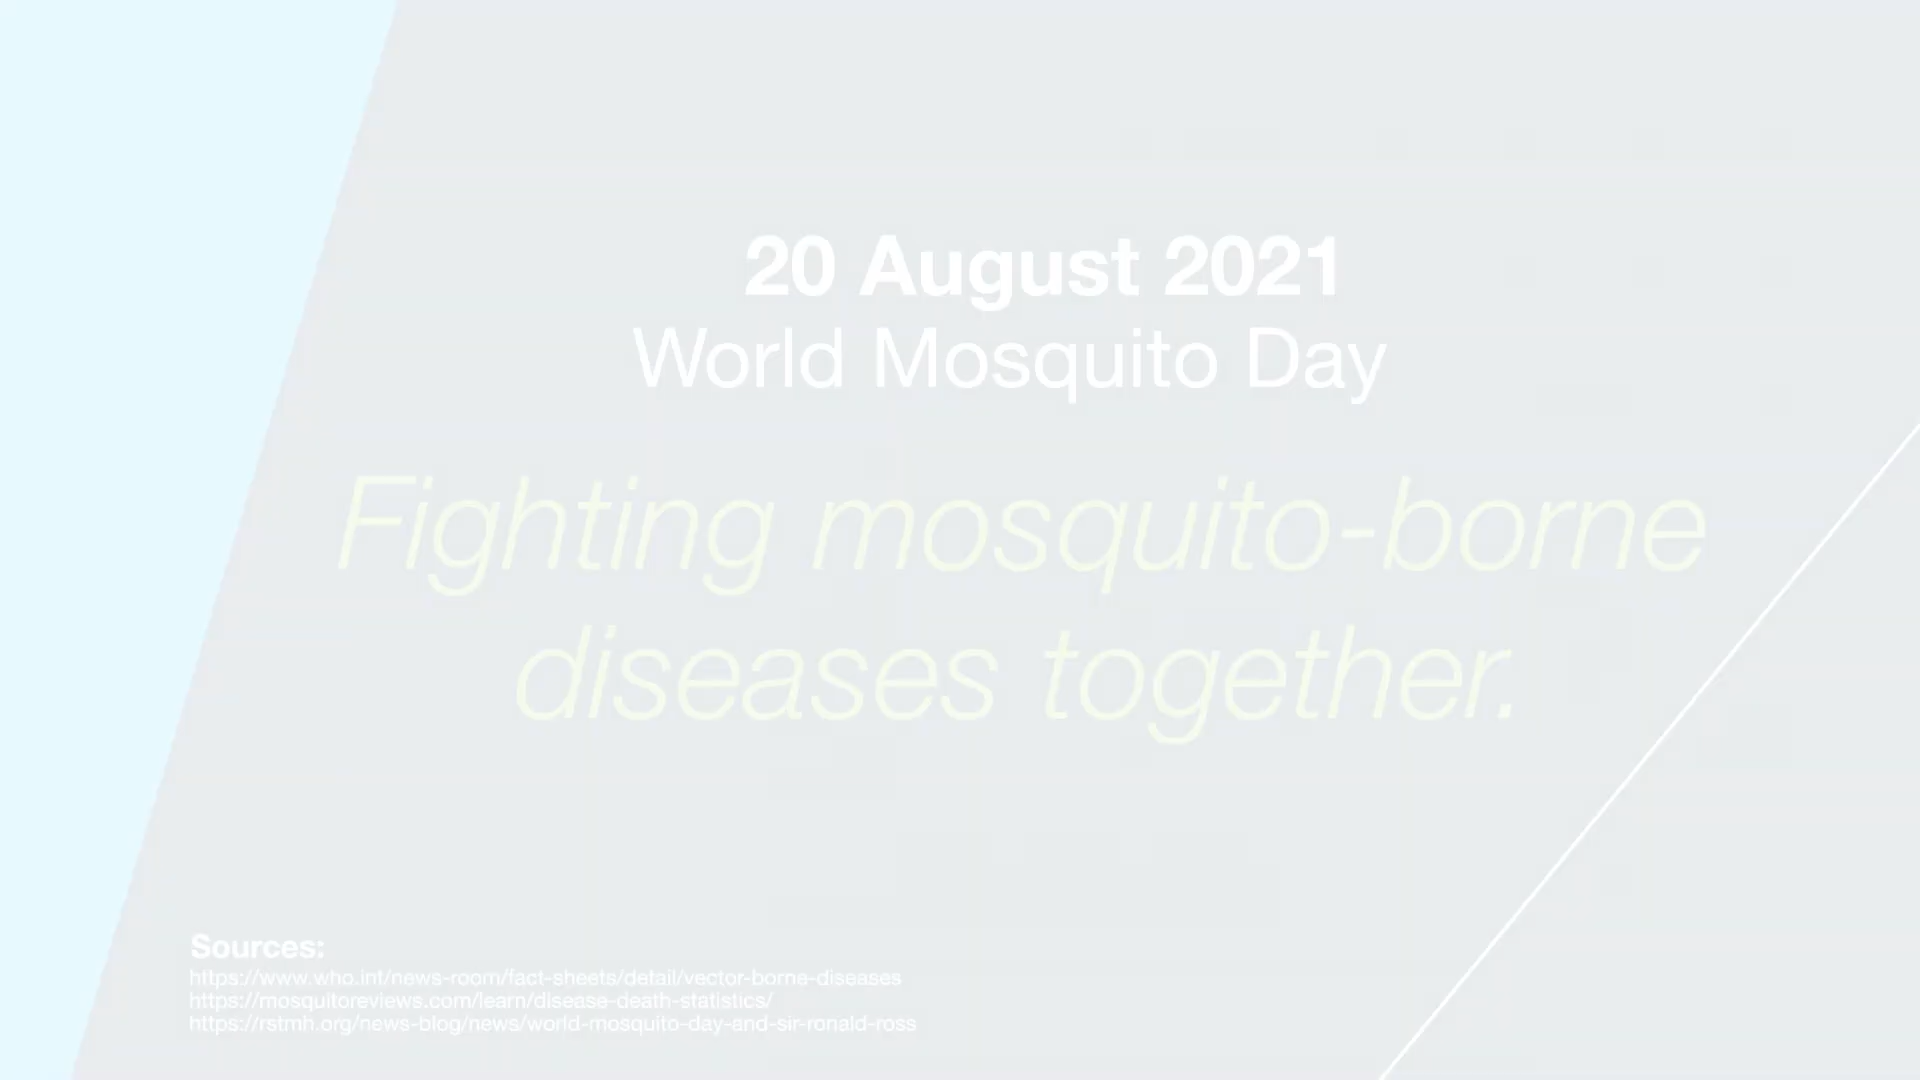 20 August 2021
World Mosquito Day
Fighting mosquito-borne
diseases together.
Sources:
https://www.who.int/news-room/fact-sheets/detail/vector-borne-diseases
https://mosquitoreviews.com/learn/disease-death-statistics/
https://rstmh.org/news-blog/news/world-mosquito-day-and-sir-ronald-ross